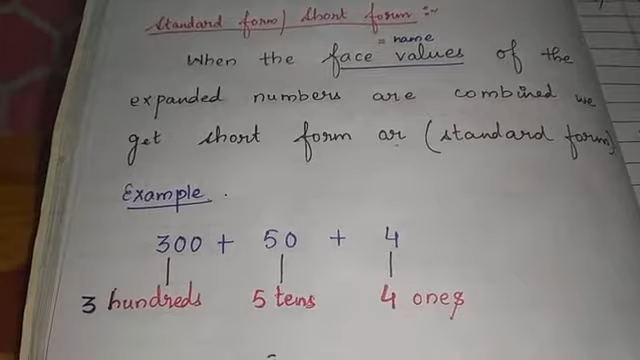 Standard form/ Short form :-
= name
When the face values of the
expanded numbers are combined we
get short form or (standard form)
Example
300 + 50 + 4
3 hundreds 5 tens 4 ones